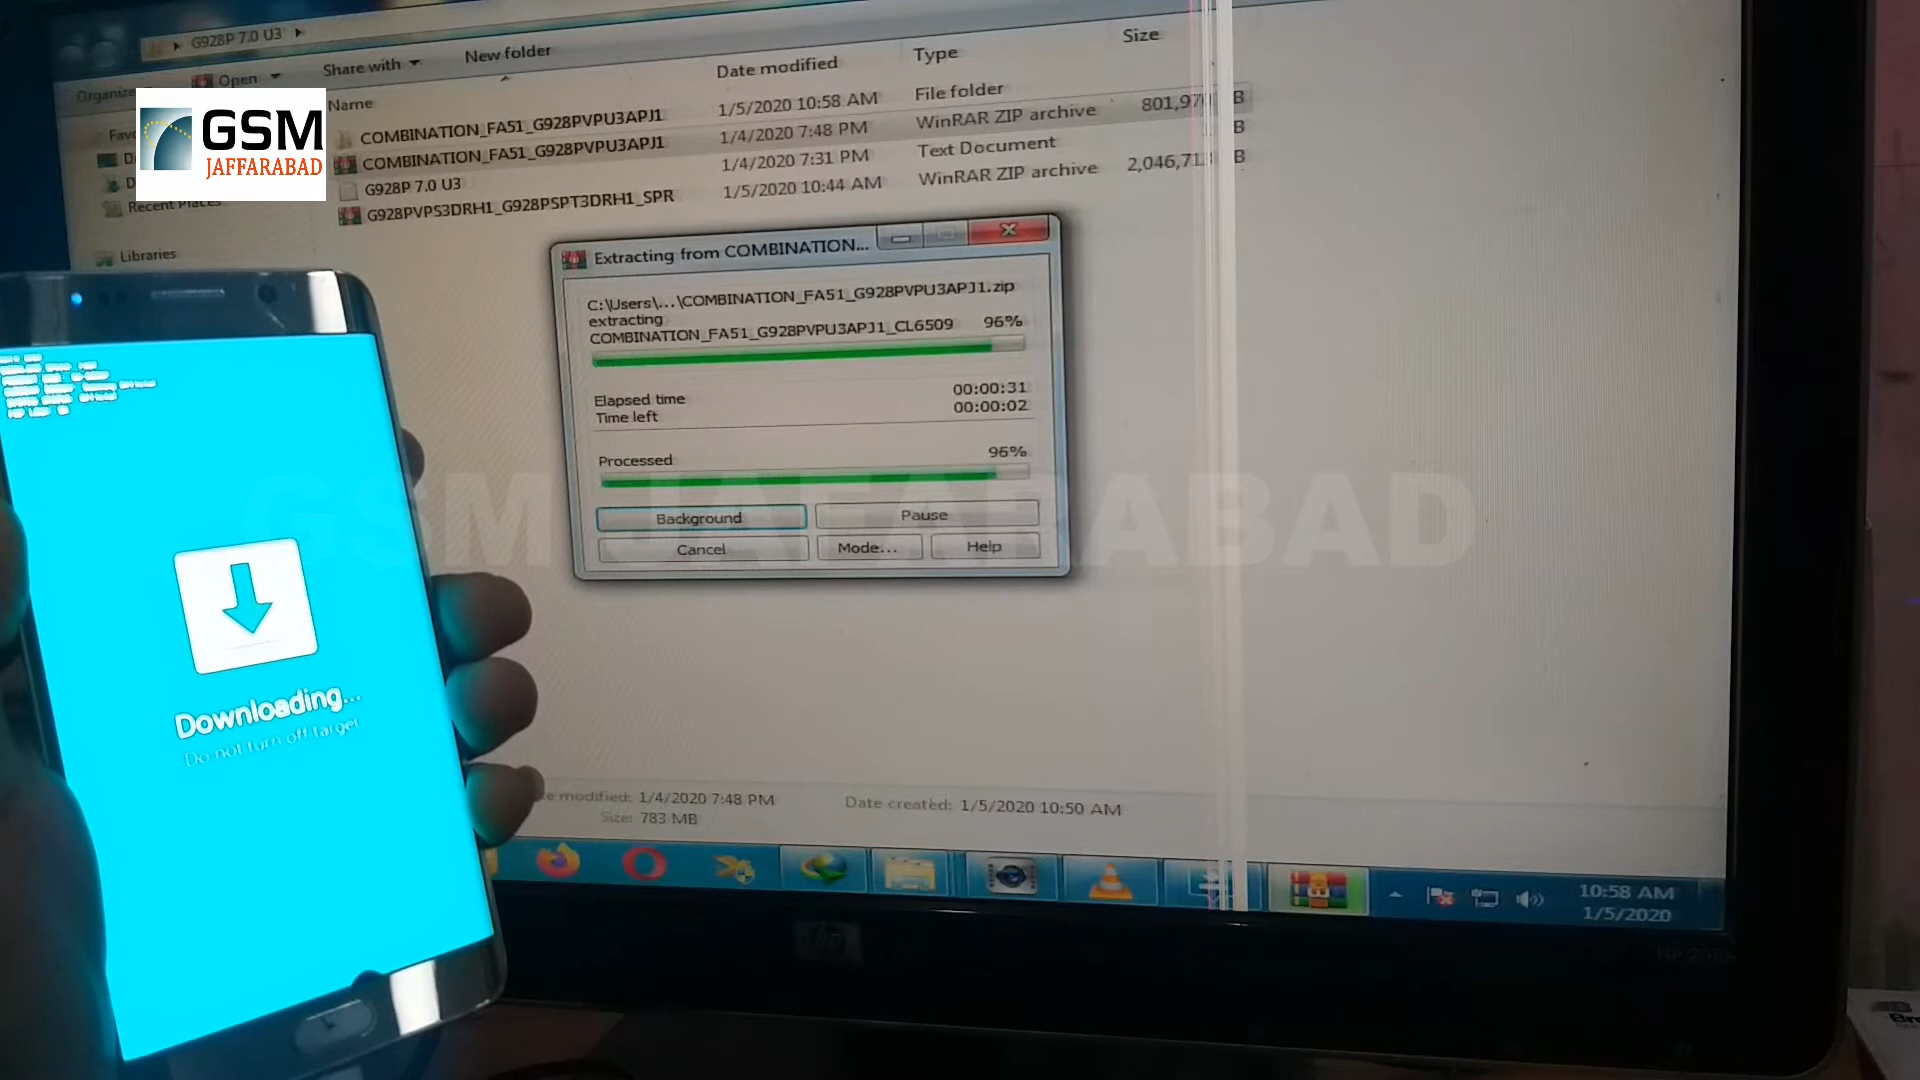 G928P 7.0 U3
Organize
Open
Share with
New folder
Name
Date modified
Type
Size
COMBINATION_FA51_G928PVPU3APJ1
1/5/2020 10:58 AM
File folder
COMBINATION_FA51_G928PVPU3APJ1
1/4/2020 7:48 PM
WinRAR ZIP archive
G928P 7.0 U3
1/4/2020 7:31 PM
Text Document
G928PVPS3DRH1_G928PSPT3DRH1_SPR
1/5/2020 10:44 AM
WinRAR ZIP archive
GSM
JAFFARABAD
Recent Places
Libraries
Extracting from COMBINATION...
C:\Users\...\COMBINATION_FA51_G928PVPU3APJ1.zip
extracting
COMBINATION_FA51_G928PVPU3APJ1_CL6509 96%
Elapsed time 00:00:31
Time left 00:00:02
Processed 96%
Background
Pause
Cancel
Mode...
Help
GSM JAFARABAD
Downloading...
Do not turn off target
modified: 1/4/2020 7:48 PM
Date created: 1/5/2020 10:50 AM
Size: 783 MB
10:58 AM
1/5/2020
hp